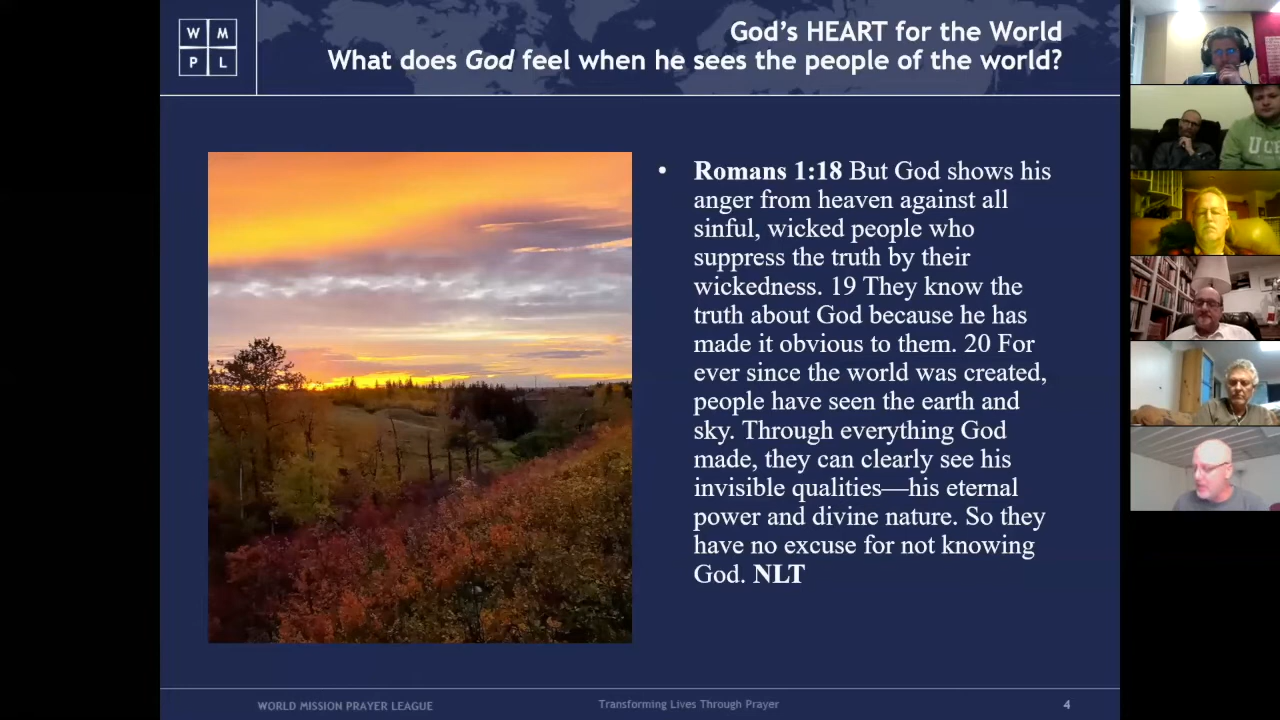 W M
P L
God's HEART for the World
What does God feel when he sees the people of the world?
• Romans 1:18 But God shows his
anger from heaven against all
sinful, wicked people who
suppress the truth by their
wickedness. 19 They know the
truth about God because he has
made it obvious to them. 20 For
ever since the world was created,
people have seen the earth and
sky. Through everything God
made, they can clearly see his
invisible qualities—his eternal
power and divine nature. So they
have no excuse for not knowing
God. NLT
WORLD MISSION PRAYER LEAGUE
Transforming Lives Through Prayer
4